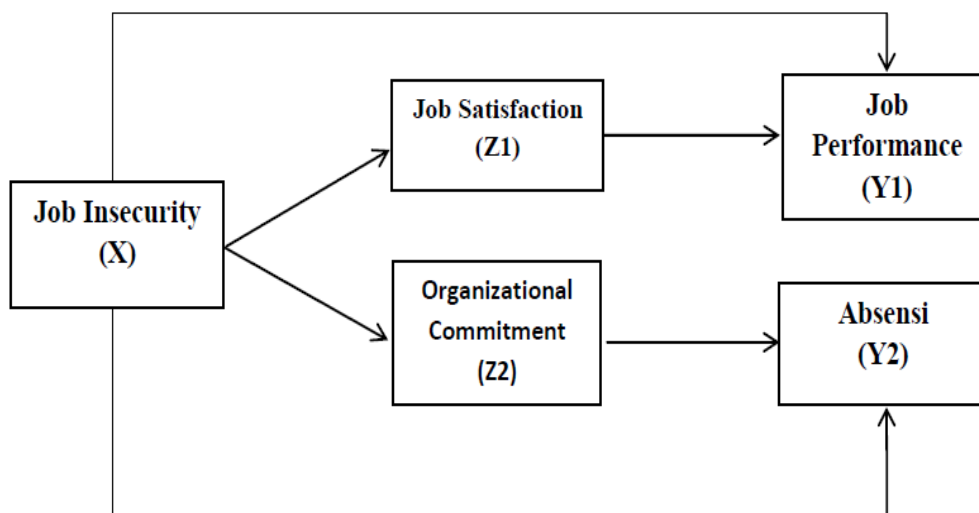 Job Insecurity
(X)
Job Satisfaction
(Z1)
Organizational
Commitment
(Z2)
Job
Performance
(Y1)
Absensi
(Y2)